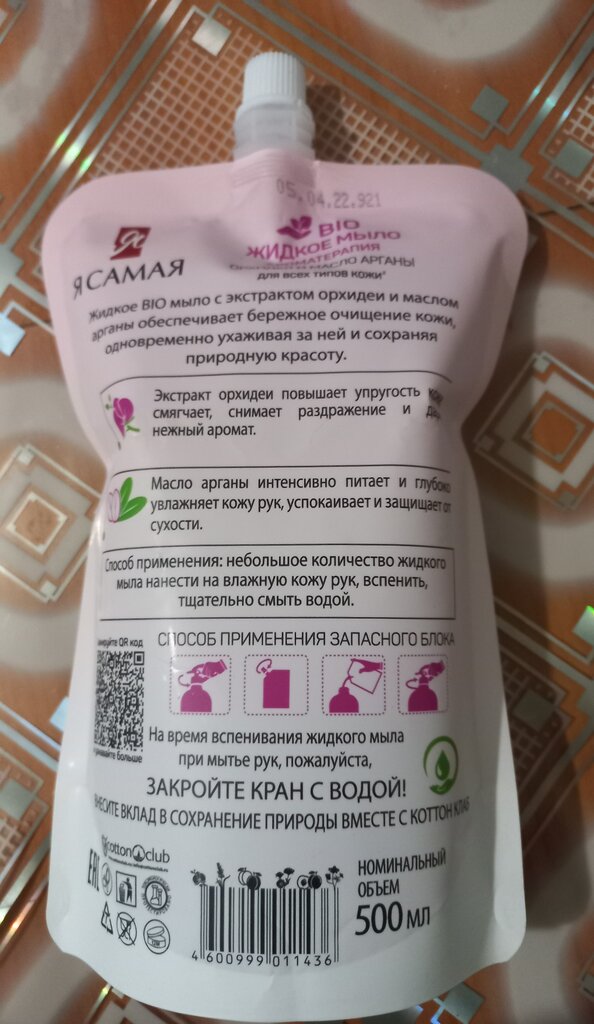 05.04.22.921
BIO
ЖИДКОЕ МЫЛО
Я САМАЯ
И МАСЛО АРГАНЫ
ДЛЯ ВСЕХ ТИПОВ КОЖИ*
Жидкое BIO мыло с экстрактом орхидеи и маслом
арганы обеспечивает бережное очищение кожи,
одновременно ухаживая за ней и сохраняя
природную красоту.
Экстракт орхидеи повышает упругость
смягчает, снимает раздражение и
нежный аромат.
Масло арганы интенсивно питает и глубоко
увлажняет кожу рук, успокаивает и защищает от
сухости.
Способ применения: небольшое количество жидкого
мыла нанести на влажную кожу рук, вспенить,
тщательно смыть водой.
QR код
СПОСОБ ПРИМЕНЕНИЯ ЗАПАСНОГО БЛОКА
больше
На время вспенивания жидкого мыла
при мытье рук, пожалуйста,
ЗАКРОЙТЕ КРАН С ВОДОЙ!
ВНЕСИТЕ ВКЛАД В СОХРАНЕНИЕ ПРИРОДЫ ВМЕСТЕ С КОТТОН КЛАБ
cotton club
EAC
НОМИНАЛЬНЫЙ
ОБЪЕМ
500 мл
4 600999 011436